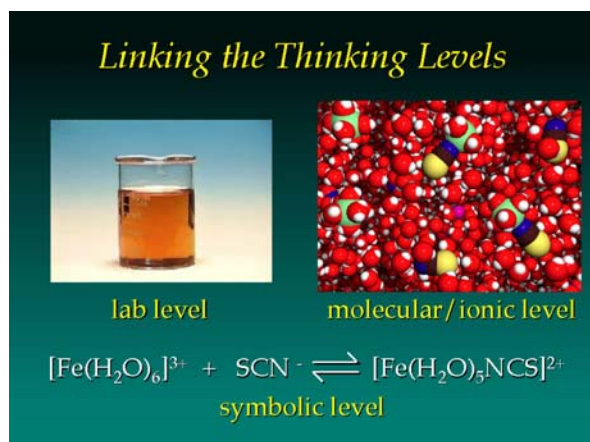 Linking the Thinking Levels
lab level
molecular/ionic level
[Fe(H₂O)₆]³⁺ + SCN⁻ ⇌ [Fe(H₂O)₅NCS]²⁺
symbolic level